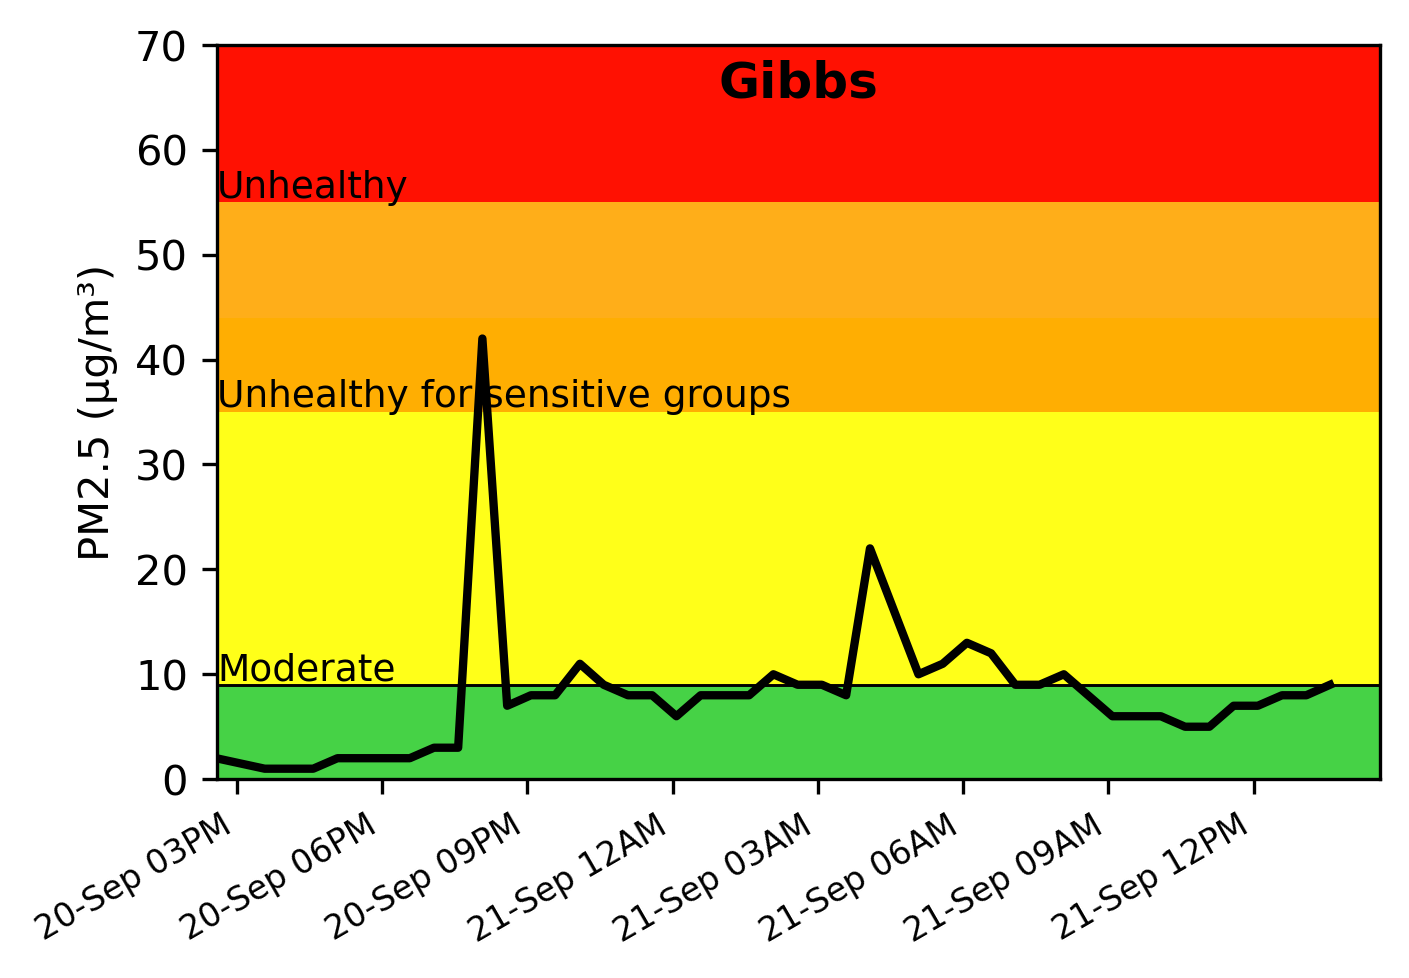 Gibbs
PM2.5 (µg/m³)
70
60
Unhealthy
50
40
Unhealthy for sensitive groups
30
20
Moderate
10
0
20-Sep 03PM
20-Sep 06PM
20-Sep 09PM
21-Sep 12AM
21-Sep 03AM
21-Sep 06AM
21-Sep 09AM
21-Sep 12PM